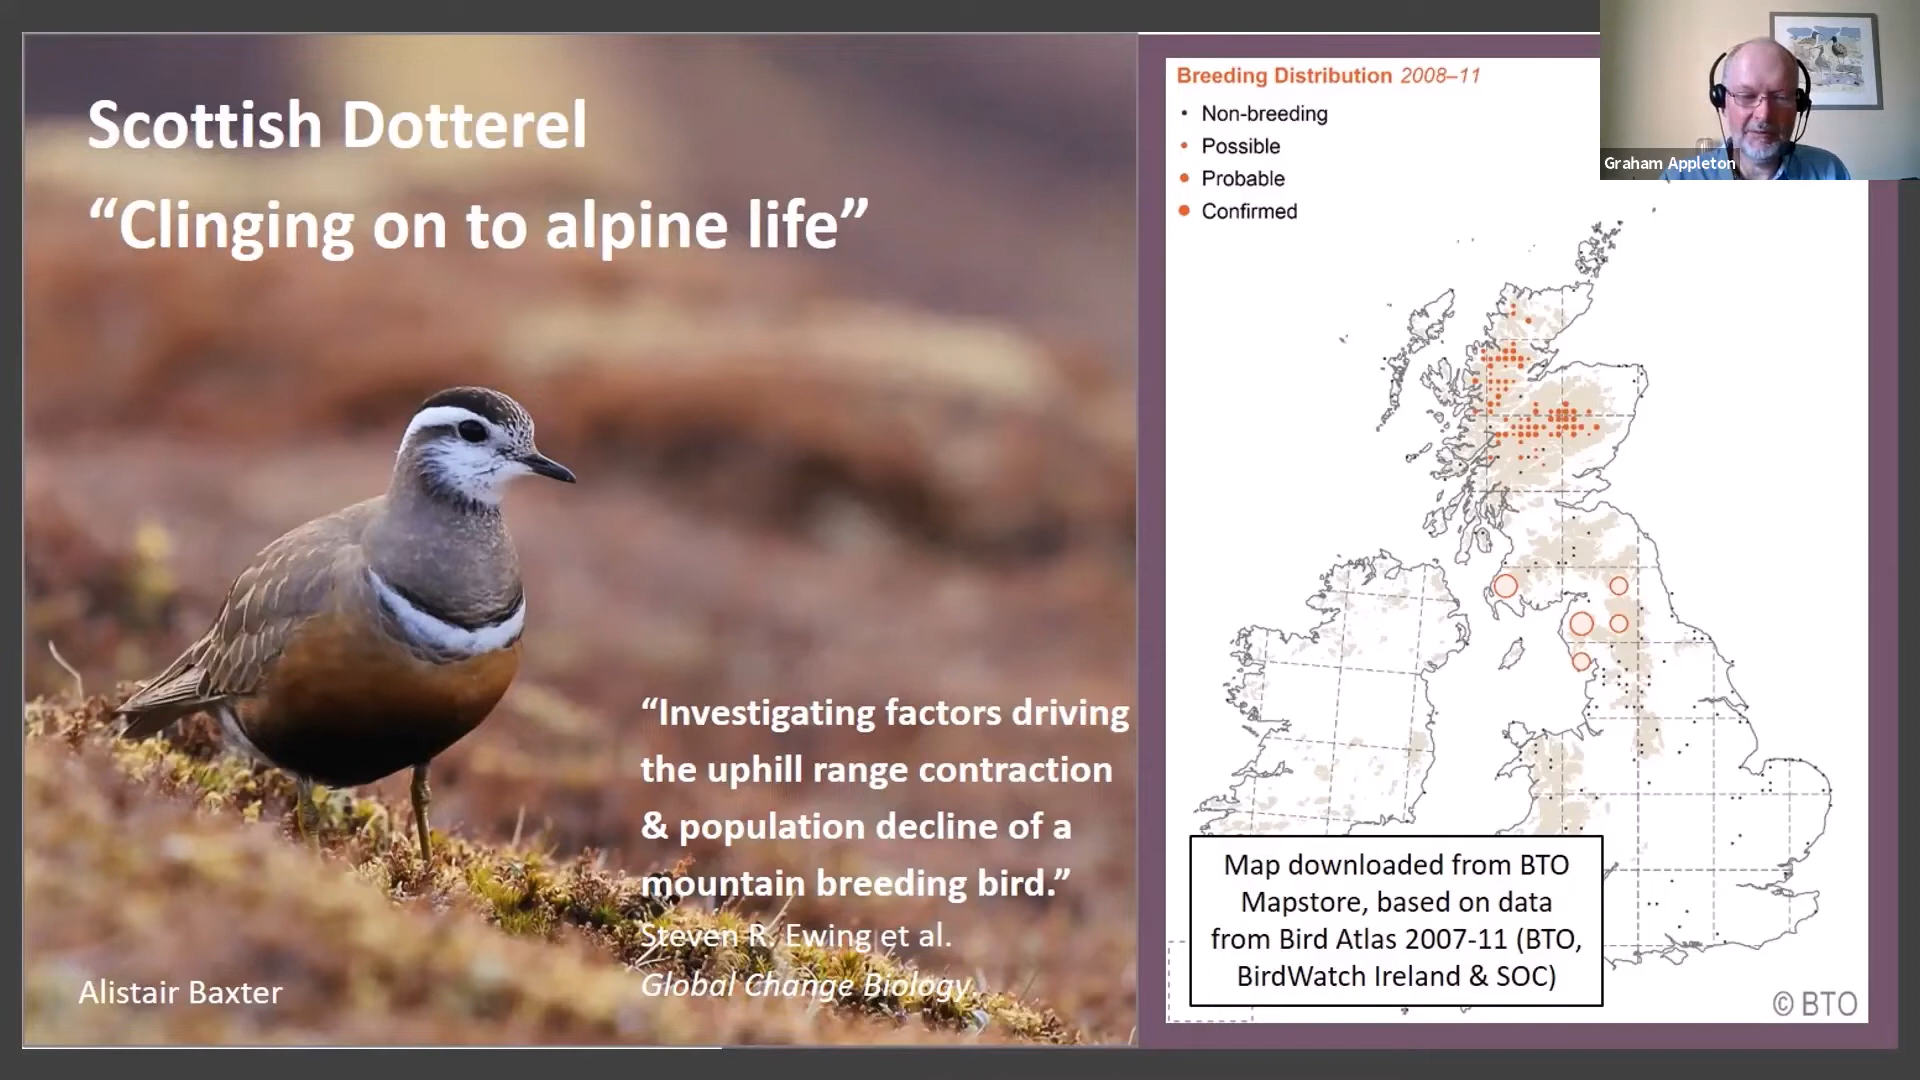 Scottish Dotterel
“Clinging on to alpine life”
“Investigating factors driving
the uphill range contraction
& population decline of a
mountain breeding bird.”
Steven R. Ewing et al.
Global Change Biology.
Alistair Baxter
Breeding Distribution 2008–11
Non-breeding
Possible
Probable
Confirmed
Graham Appleton
Map downloaded from BTO
Mapstore, based on data
from Bird Atlas 2007-11 (BTO,
BirdWatch Ireland & SOC)
© BTO